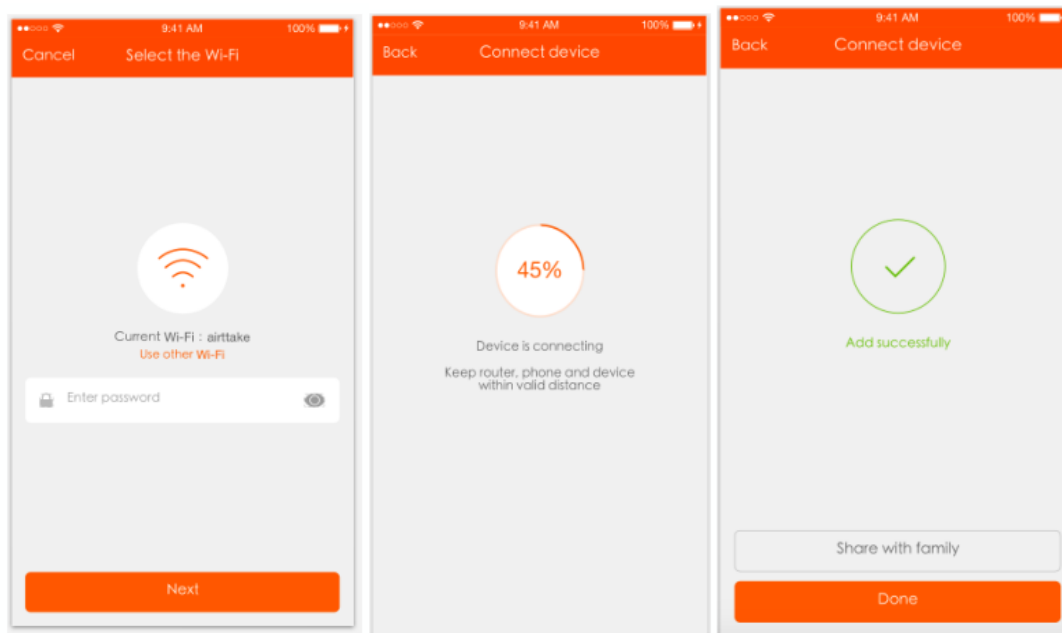 9:41 AM 100%
Cancel Select the Wi-Fi
Current Wi-Fi : airttake
Use other Wi-Fi
Enter password
Next
9:41 AM 100%
Back Connect device
45%
Device is connecting
Keep router, phone and device
within valid distance
9:41 AM 100%
Back Connect device
Add successfully
Share with family
Done